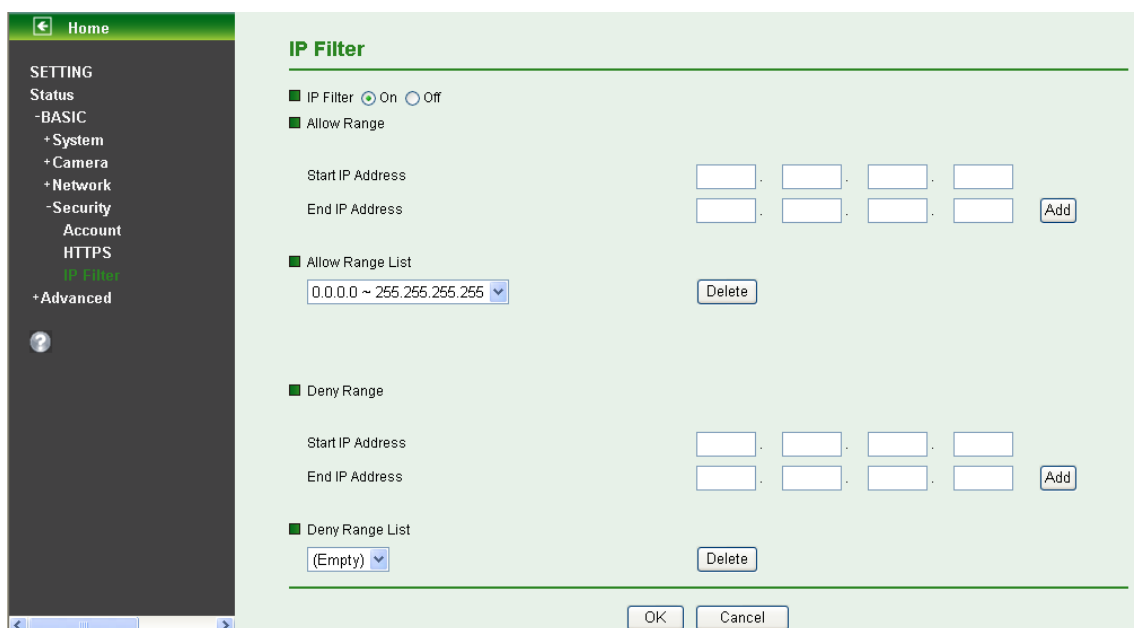 Home
SETTING
Status
-BASIC
+System
+Camera
+Network
-Security
Account
HTTPS
IP Filter
+Advanced
?
IP Filter
IP Filter On Off
Allow Range
Start IP Address . . .
End IP Address . . . Add
Allow Range List
0.0.0.0 ~ 255.255.255.255 Delete
Deny Range
Start IP Address . . .
End IP Address . . . Add
Deny Range List
(Empty) Delete
OK Cancel